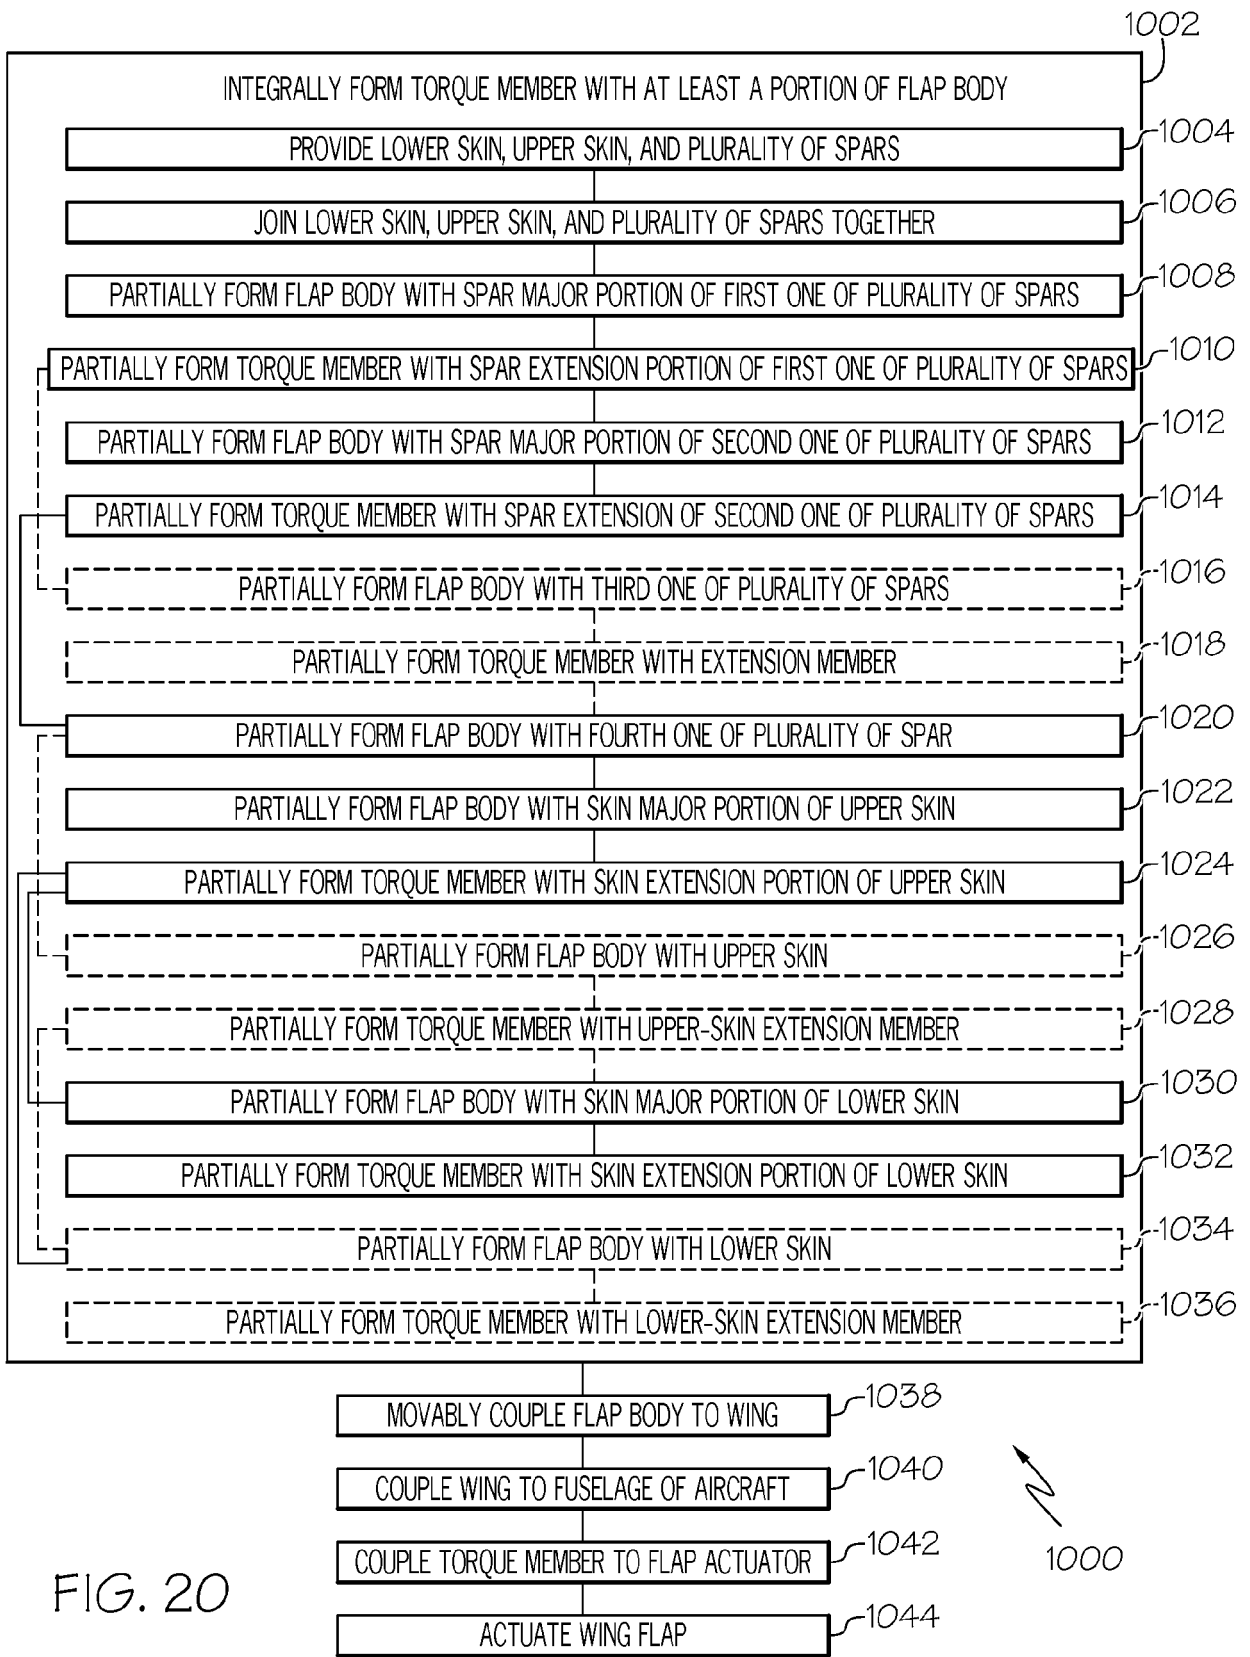 1002
INTEGRALLY FORM TORQUE MEMBER WITH AT LEAST A PORTION OF FLAP BODY
PROVIDE LOWER SKIN, UPPER SKIN, AND PLURALITY OF SPARS
1004
JOIN LOWER SKIN, UPPER SKIN, AND PLURALITY OF SPARS TOGETHER
1006
PARTIALLY FORM FLAP BODY WITH SPAR MAJOR PORTION OF FIRST ONE OF PLURALITY OF SPARS
1008
PARTIALLY FORM TORQUE MEMBER WITH SPAR EXTENSION PORTION OF FIRST ONE OF PLURALITY OF SPARS
1010
PARTIALLY FORM FLAP BODY WITH SPAR MAJOR PORTION OF SECOND ONE OF PLURALITY OF SPARS
1012
PARTIALLY FORM TORQUE MEMBER WITH SPAR EXTENSION OF SECOND ONE OF PLURALITY OF SPARS
1014
PARTIALLY FORM FLAP BODY WITH THIRD ONE OF PLURALITY OF SPARS
1016
PARTIALLY FORM TORQUE MEMBER WITH EXTENSION MEMBER
1018
PARTIALLY FORM FLAP BODY WITH FOURTH ONE OF PLURALITY OF SPAR
1020
PARTIALLY FORM FLAP BODY WITH SKIN MAJOR PORTION OF UPPER SKIN
1022
PARTIALLY FORM TORQUE MEMBER WITH SKIN EXTENSION PORTION OF UPPER SKIN
1024
PARTIALLY FORM FLAP BODY WITH UPPER SKIN
1026
PARTIALLY FORM TORQUE MEMBER WITH UPPER-SKIN EXTENSION MEMBER
1028
PARTIALLY FORM FLAP BODY WITH SKIN MAJOR PORTION OF LOWER SKIN
1030
PARTIALLY FORM TORQUE MEMBER WITH SKIN EXTENSION PORTION OF LOWER SKIN
1032
PARTIALLY FORM FLAP BODY WITH LOWER SKIN
1034
PARTIALLY FORM TORQUE MEMBER WITH LOWER-SKIN EXTENSION MEMBER
1036
MOVABLY COUPLE FLAP BODY TO WING
1038
COUPLE WING TO FUSELAGE OF AIRCRAFT
1040
COUPLE TORQUE MEMBER TO FLAP ACTUATOR
1042
1000
ACTUATE WING FLAP
1044
FIG. 20